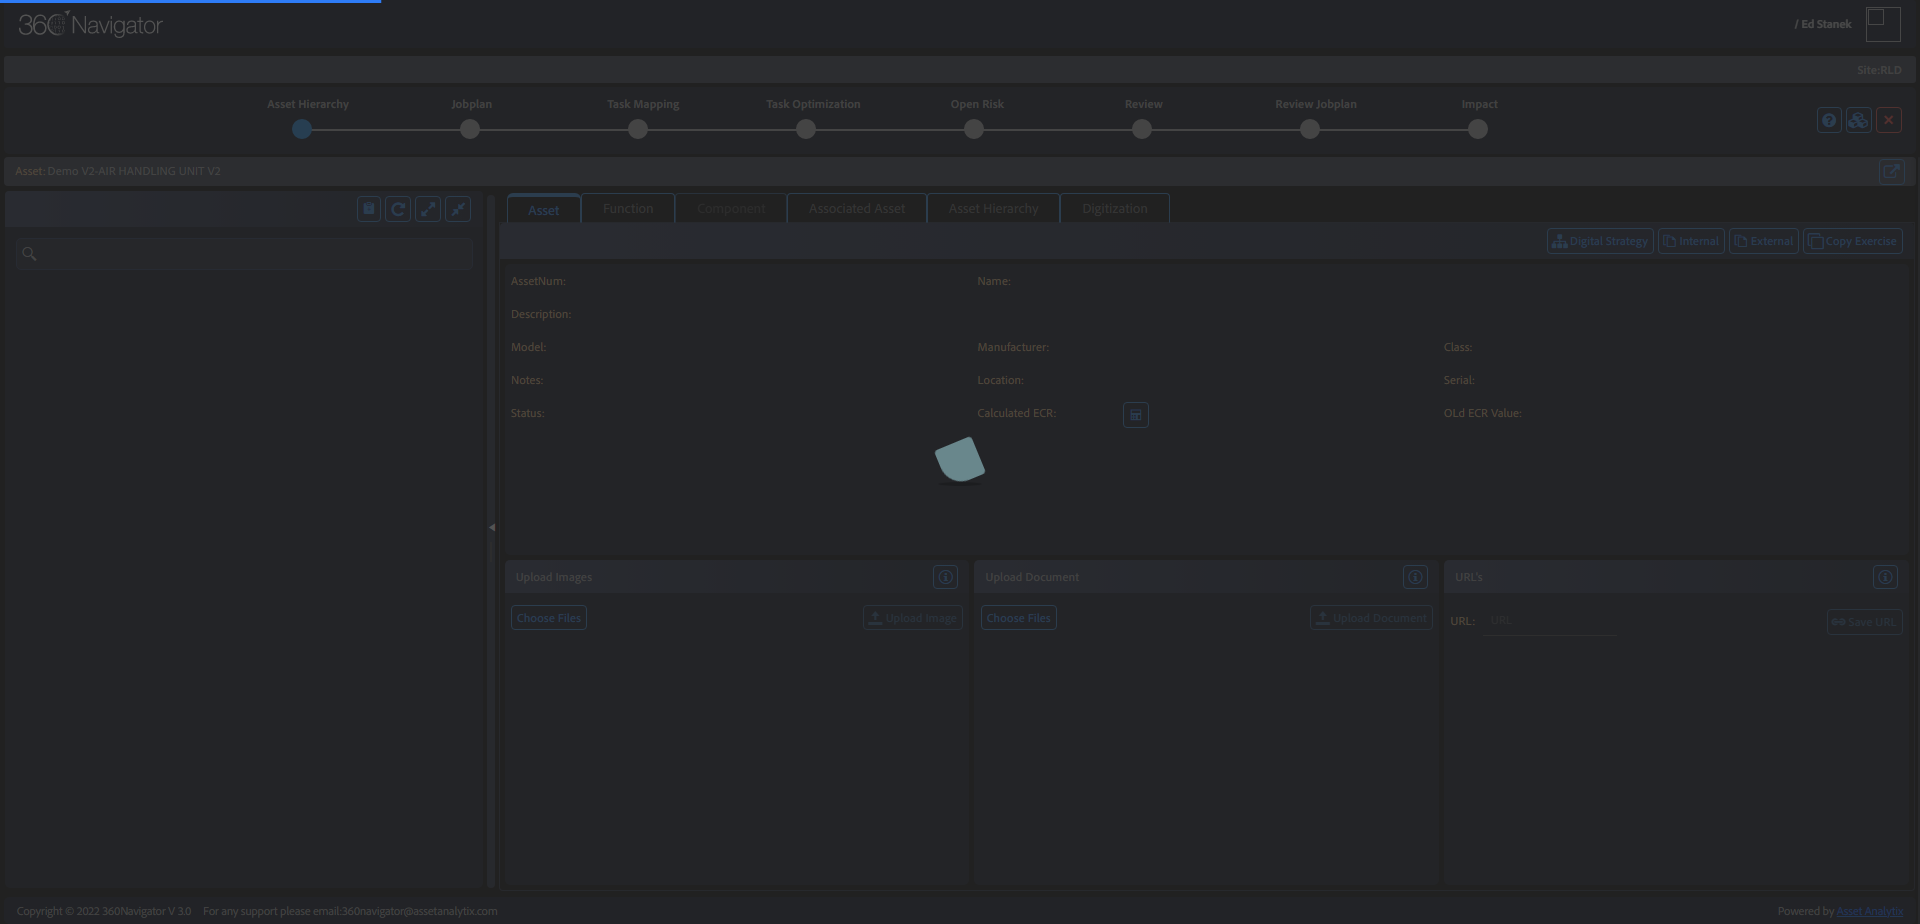 360 Navigator
/ Ed Stanek
Site:RLD
Asset Hierarchy Jobplan Task Mapping Task Optimization Open Risk Review Review Jobplan Impact
Asset: Demo V2-AIR HANDLING UNIT V2
Asset Function Component Associated Asset Asset Hierarchy Digitization
Digital Strategy Internal External Copy Exercise
AssetNum: Name:
Description:
Model: Manufacturer: Class:
Notes: Location: Serial:
Status: Calculated ECR: OLd ECR Value:
Upload Images Upload Document URL's
Choose Files Upload Image Choose Files Upload Document URL: URL Save URL
Copyright © 2022 360Navigator V 3.0 For any support please email:360navigator@assetanalytix.com Powered by Asset Analytix